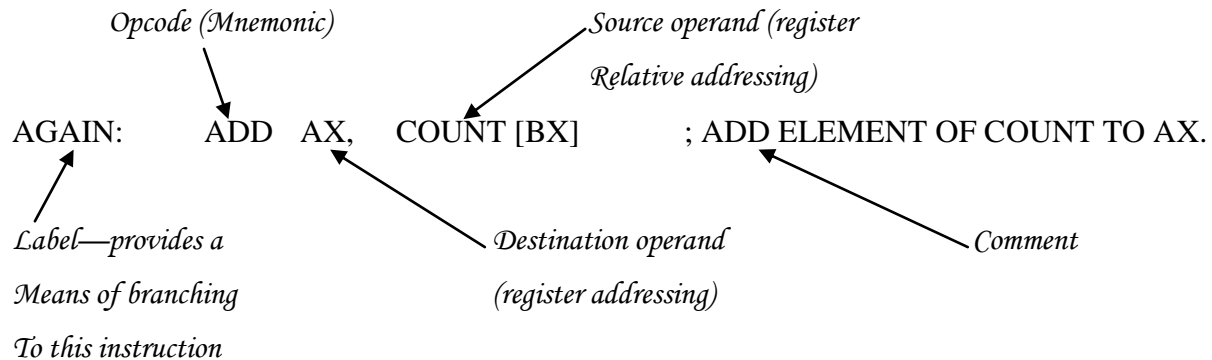 Opcode (Mnemonic)
Source operand (register
Relative addressing)
AGAIN: ADD AX, COUNT [BX] ; ADD ELEMENT OF COUNT TO AX.
Label—provides a
Means of branching
To this instruction
Destination operand
(register addressing)
Comment